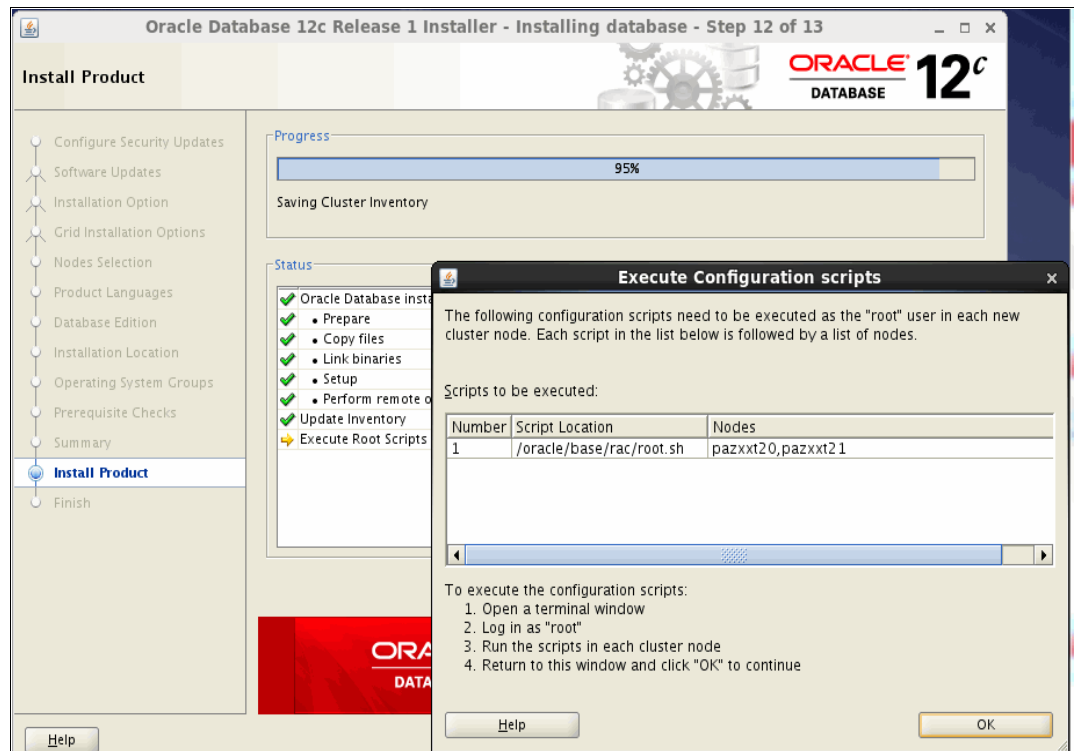 Oracle Database 12c Release 1 Installer - Installing database - Step 12 of 13
Install Product
ORACLE
DATABASE
12c
Configure Security Updates
Software Updates
Installation Option
Grid Installation Options
Nodes Selection
Product Languages
Database Edition
Installation Location
Operating System Groups
Prerequisite Checks
Summary
Install Product
Finish
Progress
95%
Saving Cluster Inventory
Status
Oracle Database insta
• Prepare
• Copy files
• Link binaries
• Setup
• Perform remote o
Update Inventory
Execute Root Scripts
ORA
DATA
Help
Execute Configuration scripts
The following configuration scripts need to be executed as the "root" user in each new
cluster node. Each script in the list below is followed by a list of nodes.
Scripts to be executed:
Number Script Location Nodes
1 /oracle/base/rac/root.sh pazxxt20,pazxxt21
To execute the configuration scripts:
1. Open a terminal window
2. Log in as "root"
3. Run the scripts in each cluster node
4. Return to this window and click "OK" to continue
Help
OK